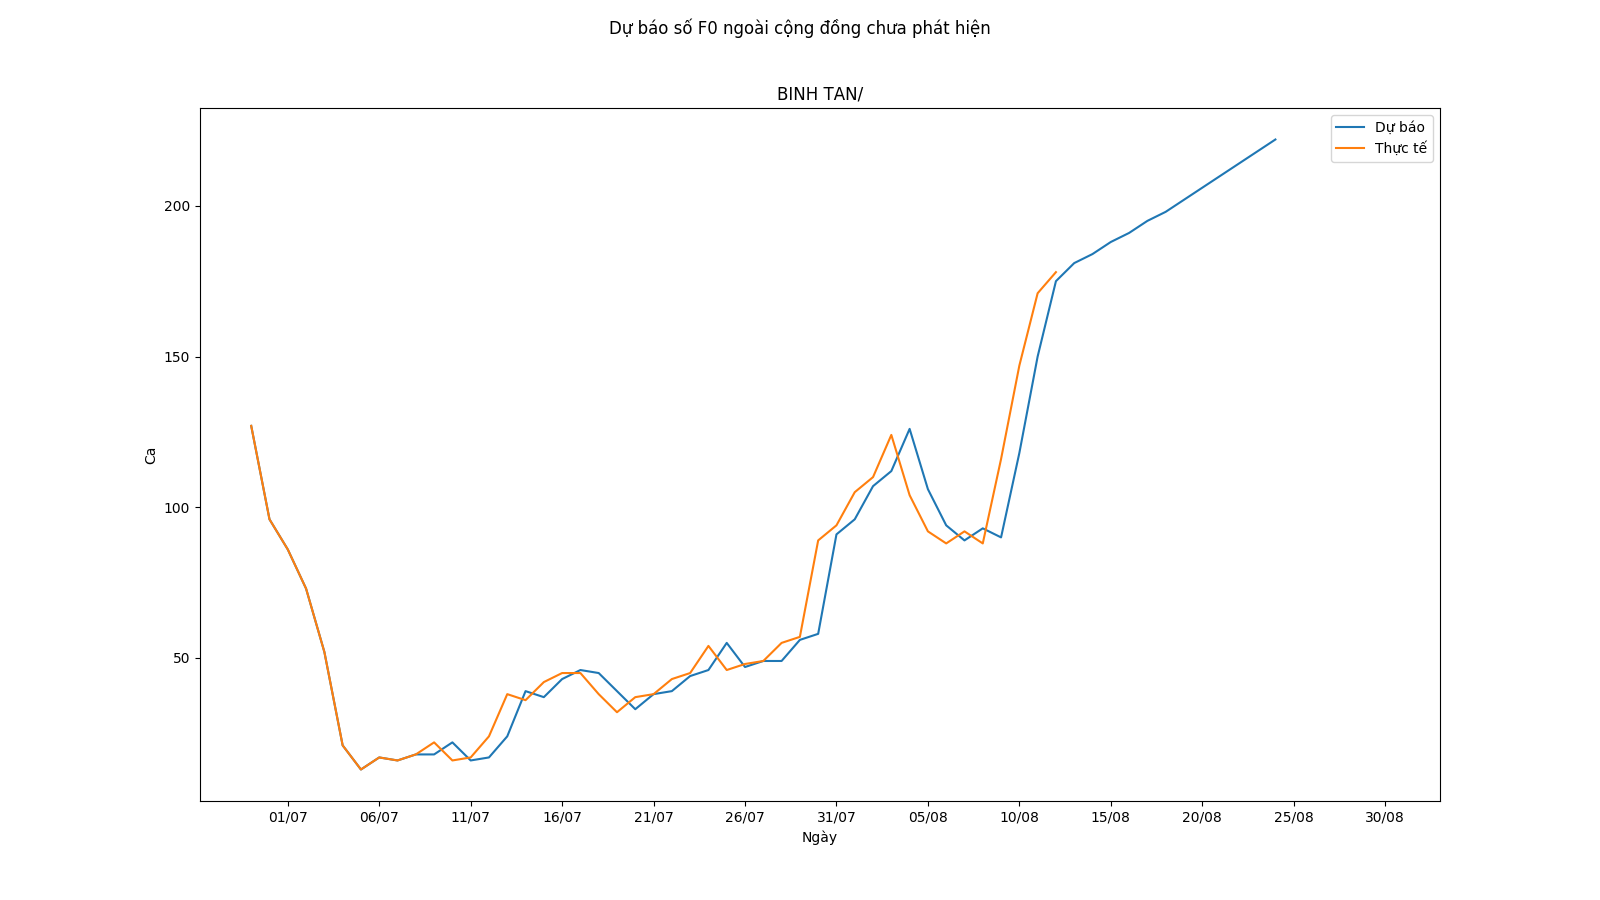 Dự báo số F0 ngoài cộng đồng chưa phát hiện
BINH TAN/
Dự báo
Thực tế
200
150
100
50
Ca
01/07 06/07 11/07 16/07 21/07 26/07 31/07 05/08 10/08 15/08 20/08 25/08 30/08
Ngày